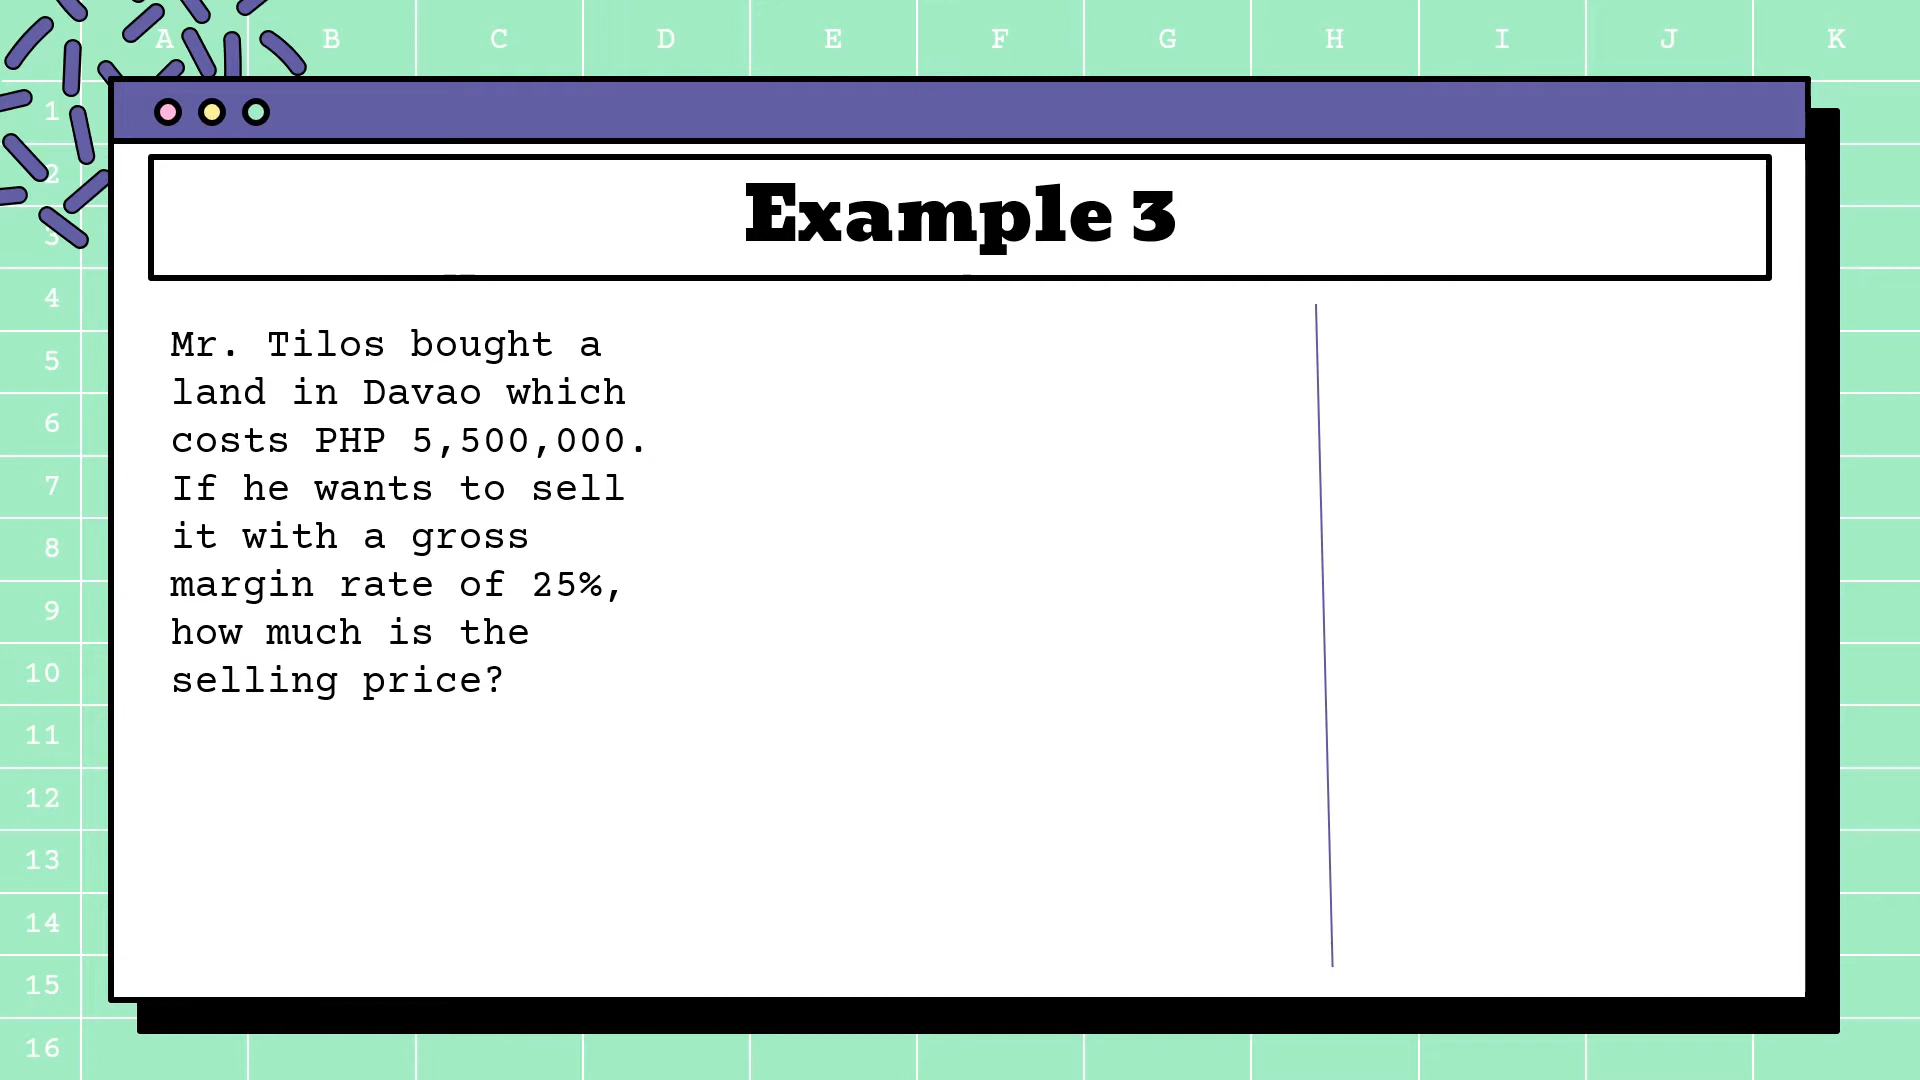 A B C D E F G H I J K
Example 3
Mr. Tilos bought a
land in Davao which
costs PHP 5,500,000.
If he wants to sell
it with a gross
margin rate of 25%,
how much is the
selling price?
1
2
3
4
5
6
7
8
9
10
11
12
13
14
15
16